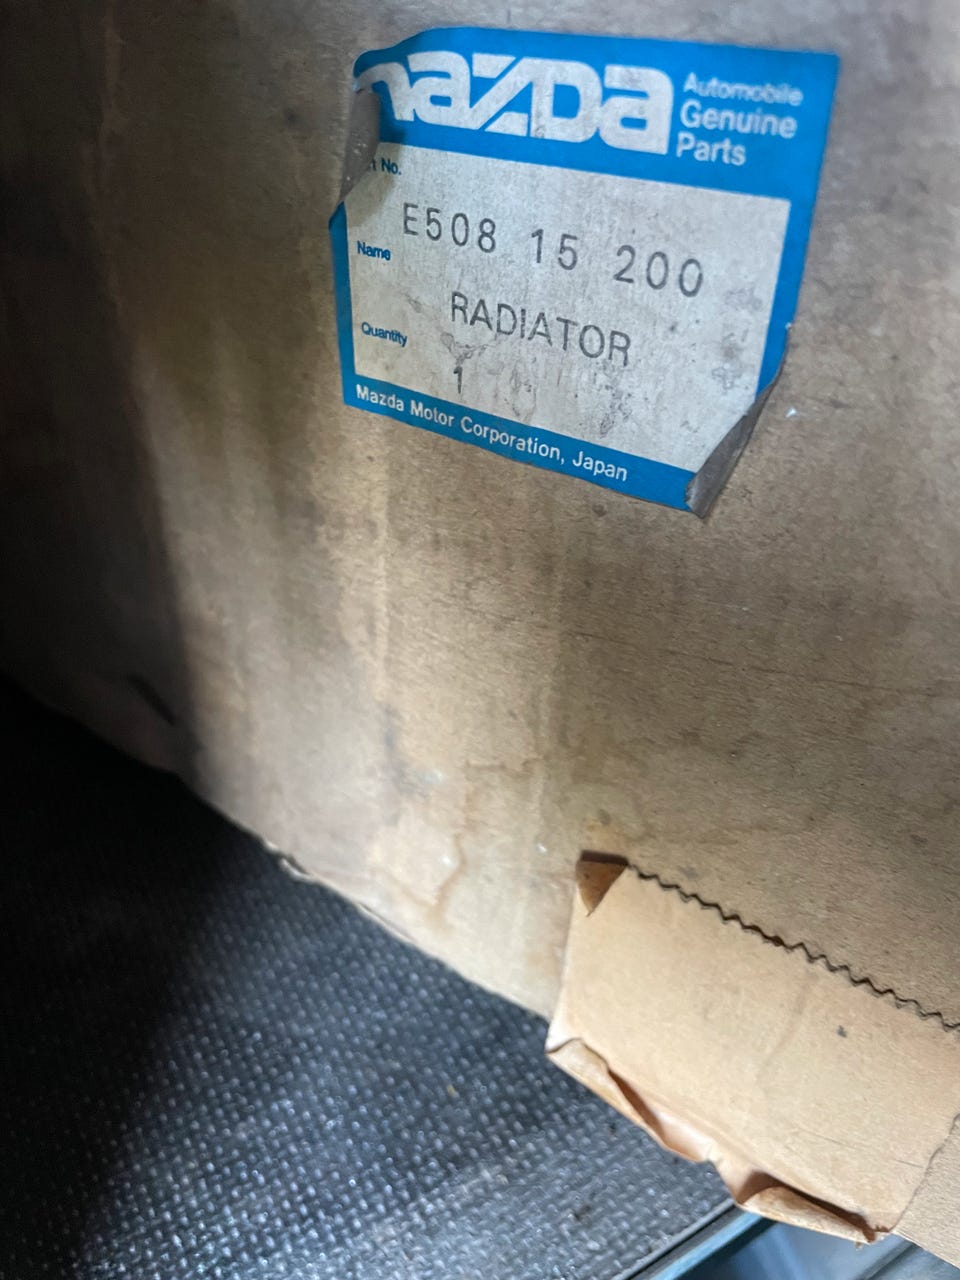 mazda
Automobile
Genuine
Parts
t No.
E508 15 200
Name
RADIATOR
Quantity
1
Mazda Motor Corporation, Japan